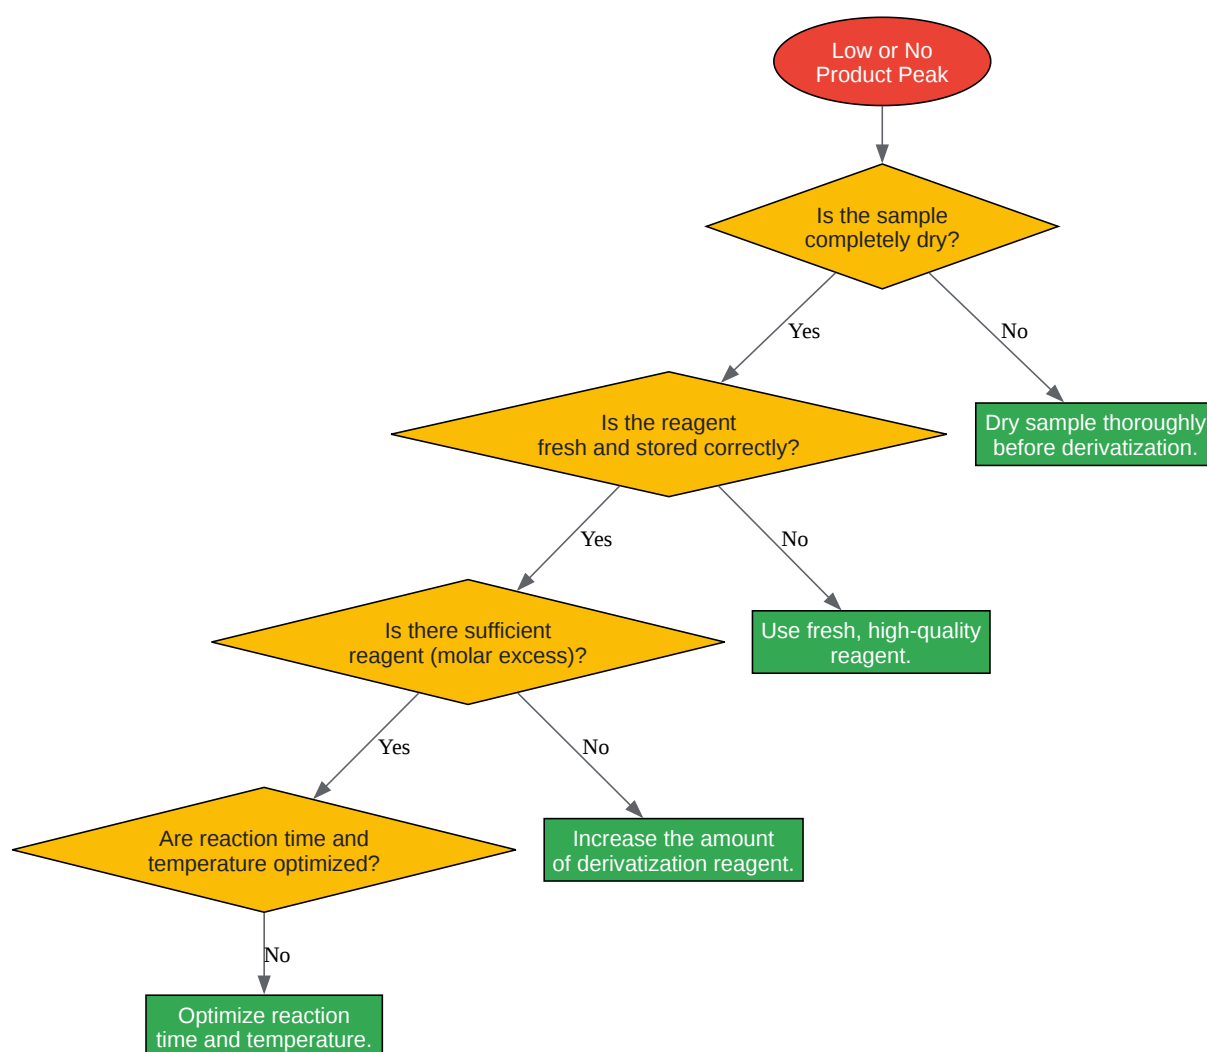 Low or No
Product Peak
Is the sample
completely dry?
Yes
No
Is the reagent
fresh and stored correctly?
Dry sample thoroughly
before derivatization.
Yes
No
Is there sufficient
reagent (molar excess)?
Use fresh, high-quality
reagent.
Yes
No
Are reaction time and
temperature optimized?
Increase the amount
of derivatization reagent.
No
Optimize reaction
time and temperature.